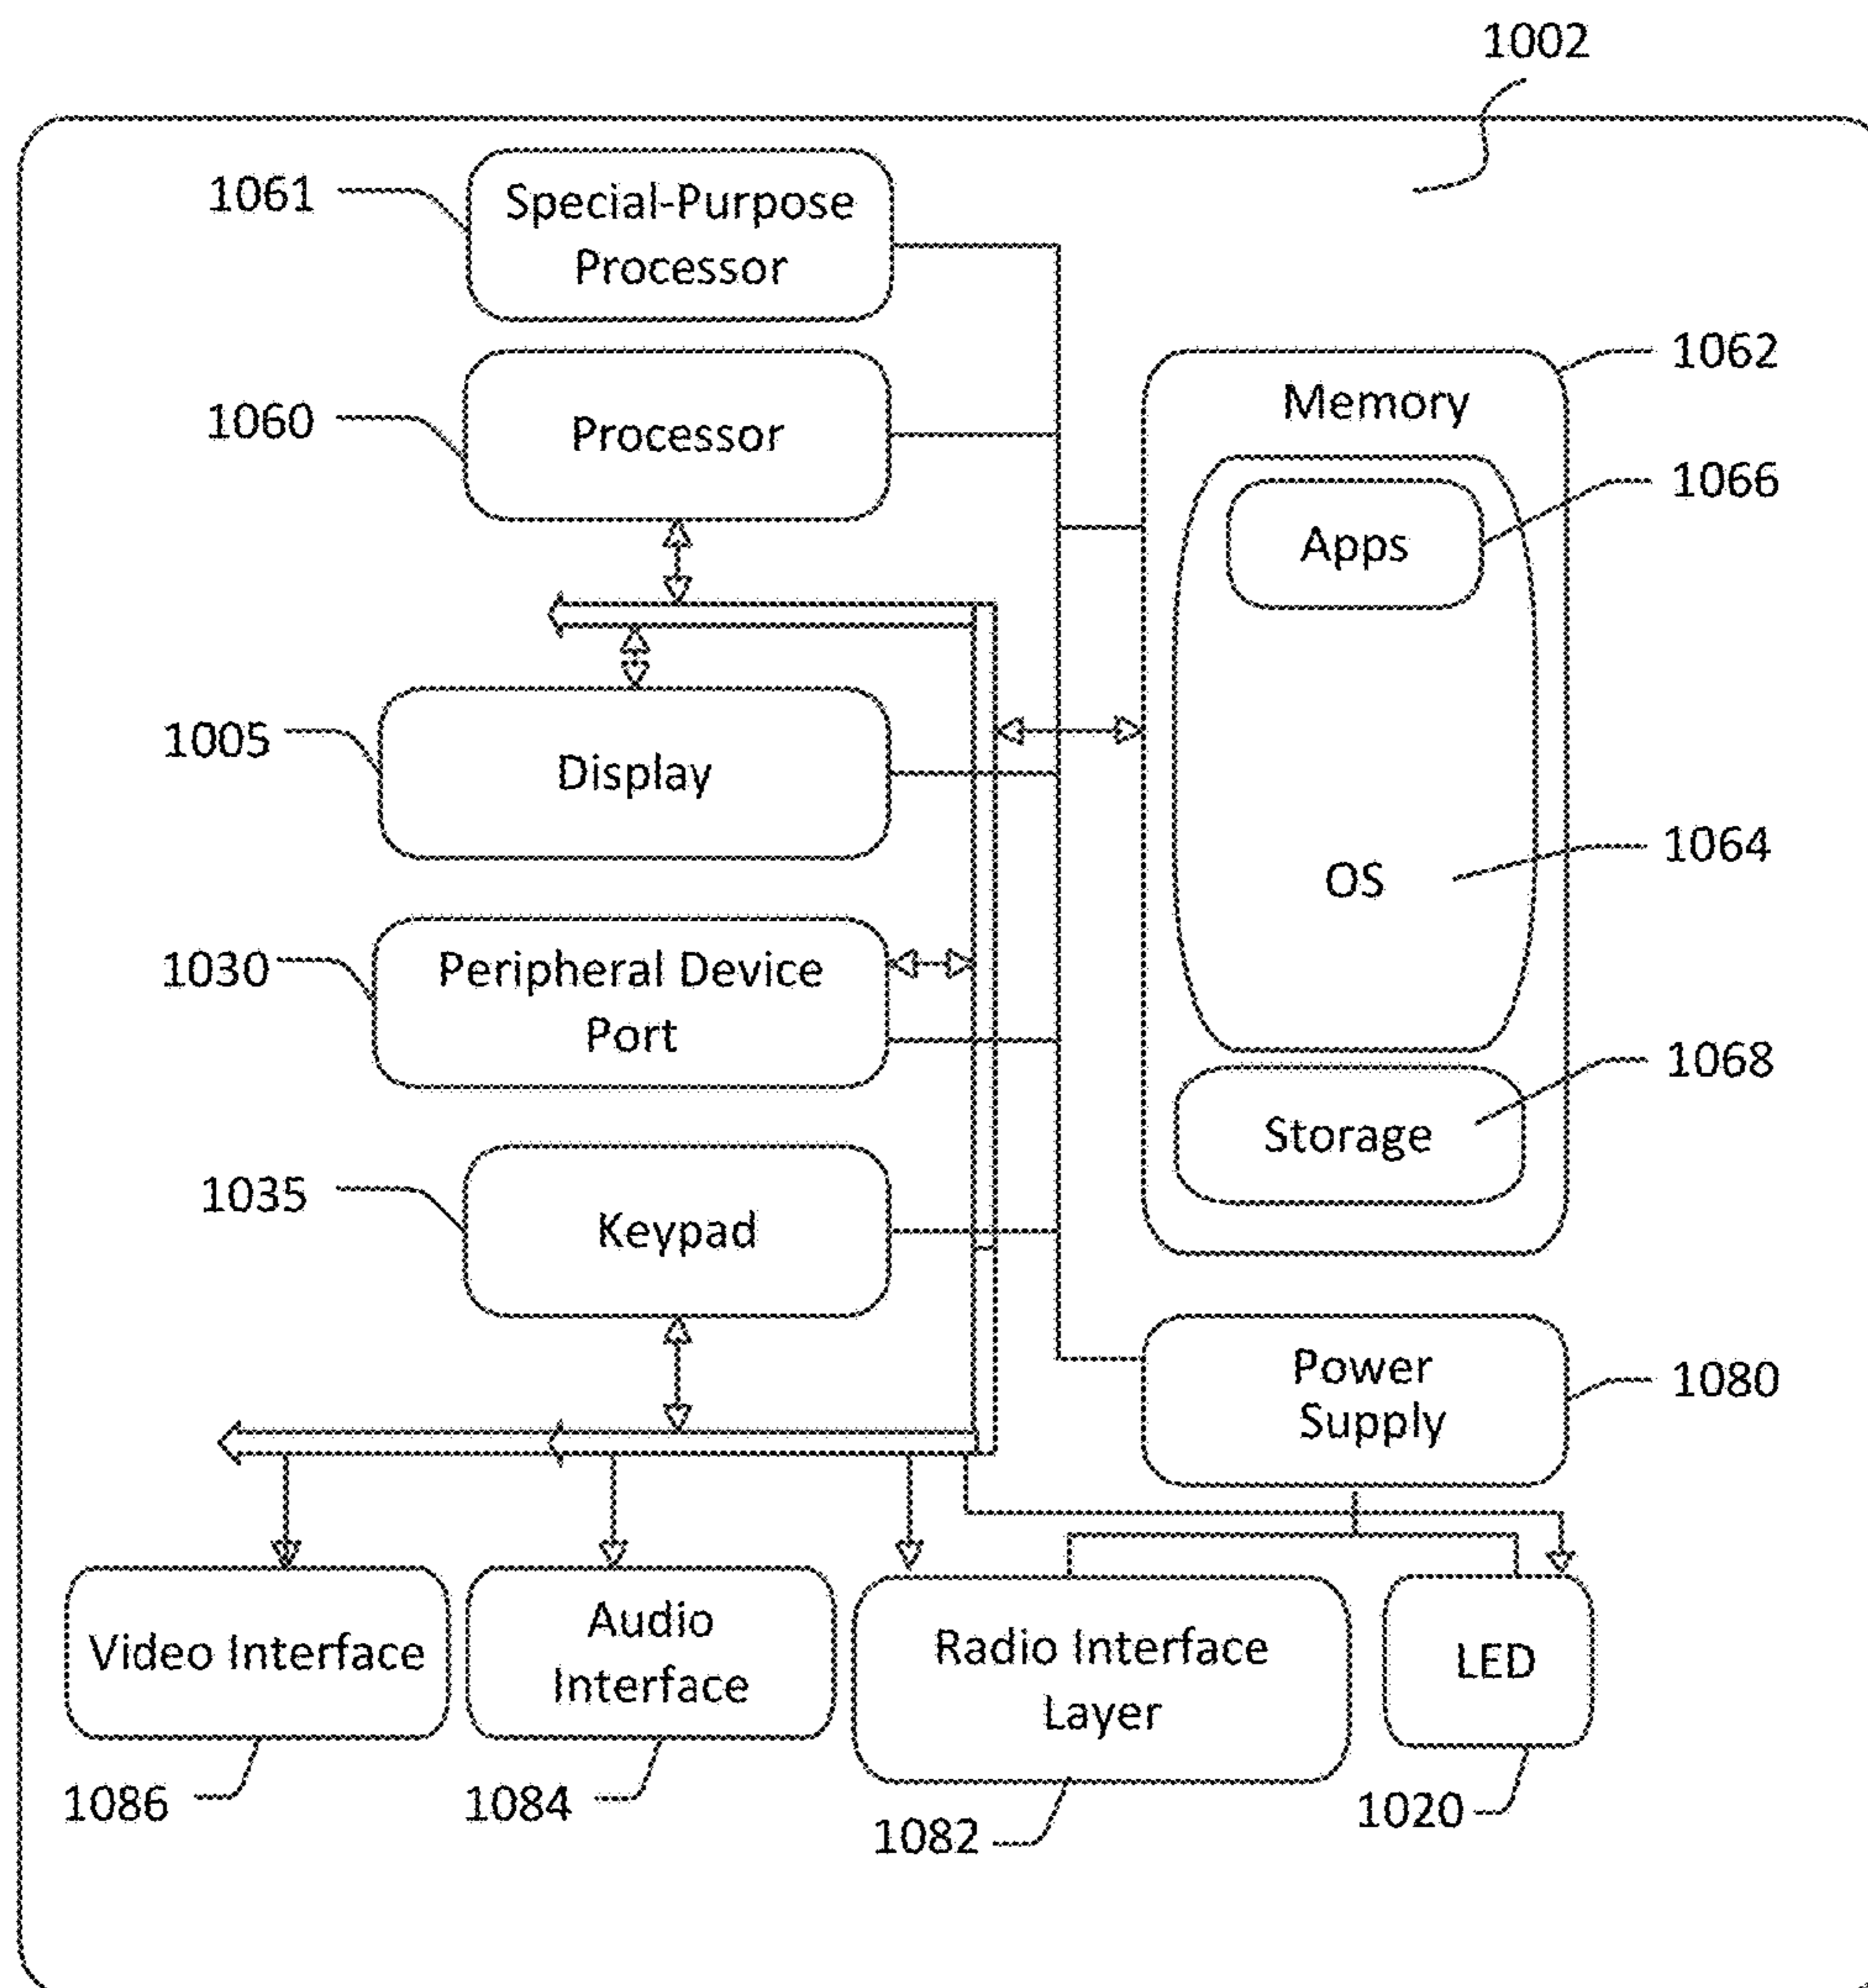 1002
1061
Special-Purpose
Processor
1060
Processor
1062
Memory
1066
Apps
1005
Display
1064
OS
1030
Peripheral Device
Port
1068
Storage
1035
Keypad
Power
Supply
1080
Video Interface
Audio
Interface
Radio Interface
Layer
LED
1086
1084
1082
1020